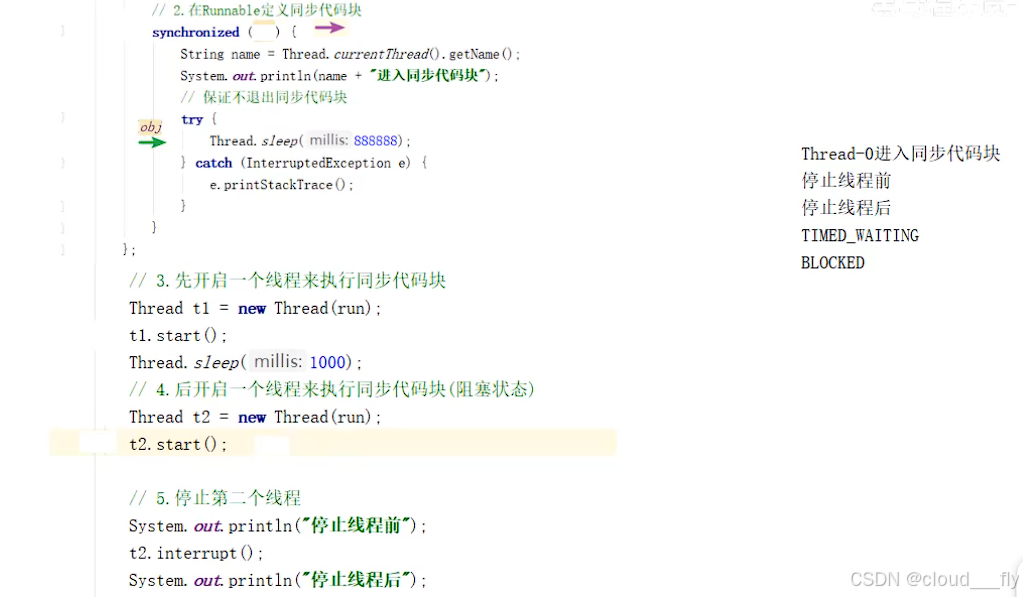 // 2.在Runnable定义同步代码块
synchronized ( ) {
String name = Thread.currentThread().getName();
System.out.println(name + "进入同步代码块");
// 保证不退出同步代码块
obj
try {
Thread.sleep( millis: 888888);
} catch (InterruptedException e) {
e.printStackTrace();
}
}
};
// 3.先开启一个线程来执行同步代码块
Thread t1 = new Thread(run);
t1.start();
Thread.sleep( millis: 1000);
// 4.后开启一个线程来执行同步代码块(阻塞状态)
Thread t2 = new Thread(run);
t2.start();
// 5.停止第二个线程
System.out.println("停止线程前");
t2.interrupt();
System.out.println("停止线程后");
Thread-0进入同步代码块
停止线程前
停止线程后
TIMED_WAITING
BLOCKED
CSDN @cloud___fly